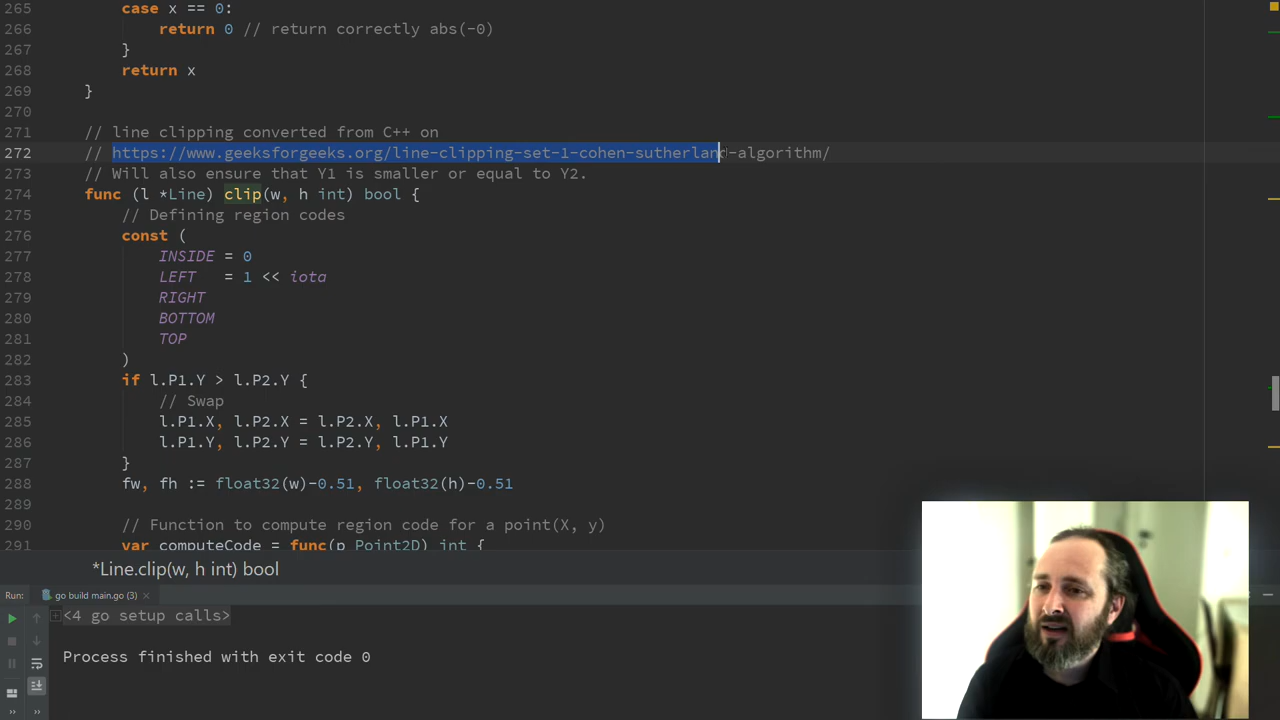 265 case x == 0:
266 return 0 // return correctly abs(-0)
267 }
268 return x
269 }
270
271 // line clipping converted from C++ on
272 // https://www.geeksforgeeks.org/line-clipping-set-1-cohen-sutherland-algorithm/
273 // Will also ensure that Y1 is smaller or equal to Y2.
274 func (l *Line) clip(w, h int) bool {
275 // Defining region codes
276 const (
277 INSIDE = 0
278 LEFT   = 1 << iota
279 RIGHT
280 BOTTOM
281 TOP
282 )
283 if l.P1.Y > l.P2.Y {
284 // Swap
285 l.P1.X, l.P2.X = l.P2.X, l.P1.X
286 l.P1.Y, l.P2.Y = l.P2.Y, l.P1.Y
287 }
288 fw, fh := float32(w)-0.51, float32(h)-0.51
289
290 // Function to compute region code for a point(X, y)
291 var computeCode = func(p Point2D) int {
*Line.clip(w, h int) bool
Run: go build main.go (3) ×
<4 go setup calls>
Process finished with exit code 0